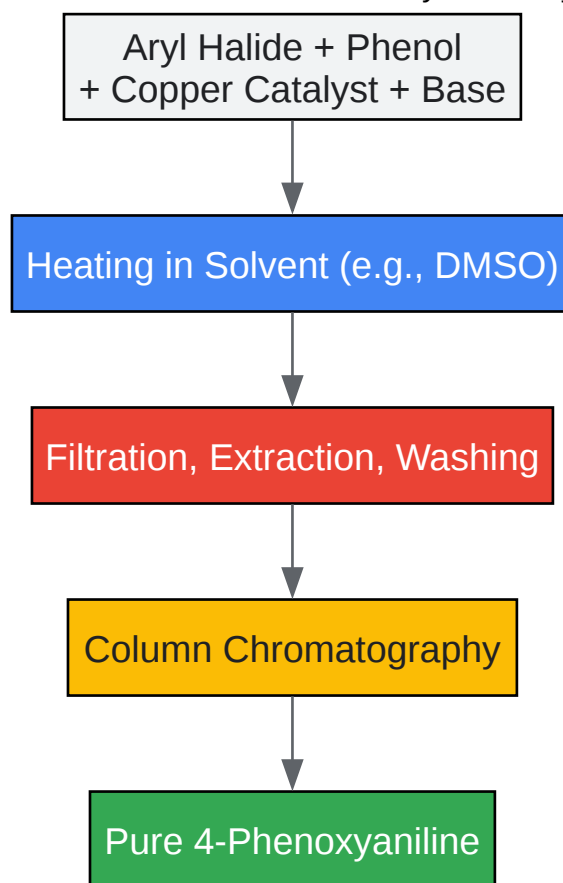 Aryl Halide + Phenol
+ Copper Catalyst + Base
Heating in Solvent (e.g., DMSO)
Filtration, Extraction, Washing
Column Chromatography
Pure 4-Phenoxyaniline